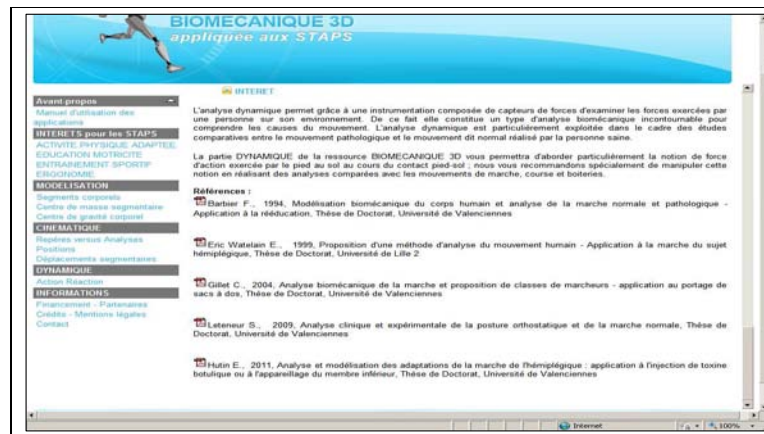 BIOMECANIQUE 3D
appliquée aux STAPS
Avant-propos
Manuel d'utilisation des
applications
INTERETS pour les STAPS
ACTIVITE PHYSIQUE ADAPTEE
EDUCATION MOTRICITE
ENTRAINEMENT SPORTIF
ERGONOMIE
MODELISATION
Segments corporels
Centre de masse segmentaire
Centre de gravité corporel
CINEMATIQUE
Repères versus Analyses
Positions
Déplacements segmentaires
DYNAMIQUE
Action Réaction
INFORMATIONS
Financement - Partenaires
Crédits - Mentions légales
Contact
INTERET
L'analyse dynamique permet grâce à une instrumentation composée de capteurs de forces d'examiner les forces exercées par
une personne sur son environnement. De ce fait elle constitue un type d'analyse biomécanique incontournable pour
comprendre les causes du mouvement. L'analyse dynamique est particulièrement exploitée dans le cadre des études
comparatives entre le mouvement pathologique et le mouvement dit normal réalisé par la personne saine.
La partie DYNAMIQUE de la ressource BIOMECANIQUE 3D vous permettra d'aborder particulièrement la notion de force
d'action exercée par le pied au sol au cours du contact pied-sol ; nous vous recommandons spécialement de manipuler cette
notion en réalisant des analyses comparées avec les mouvements de marche, course et boiteries.
Références :
Barbier F., 1994, Modélisation biomécanique du corps humain et analyse de la marche normale et pathologique -
Application à la rééducation, Thèse de Doctorat, Université de Valenciennes
Eric Watelain E., 1999, Proposition d'une méthode d'analyse du mouvement humain - Application à la marche du sujet
hémiplégique, Thèse de Doctorat, Université de Lille 2
Gillet C., 2004, Analyse biomécanique de la marche et proposition de classes de marcheurs - application au portage de
sacs à dos, Thèse de Doctorat, Université de Valenciennes
Leteneur S., 2009, Analyse clinique et expérimentale de la posture orthostatique et de la marche normale, Thèse de
Doctorat, Université de Valenciennes
Hutin E., 2011, Analyse et modélisation des adaptations de la marche de l'hémiplégique : application à l'injection de toxine
botulique ou à l'appareillage du membre inférieur, Thèse de Doctorat, Université de Valenciennes
Internet
100%